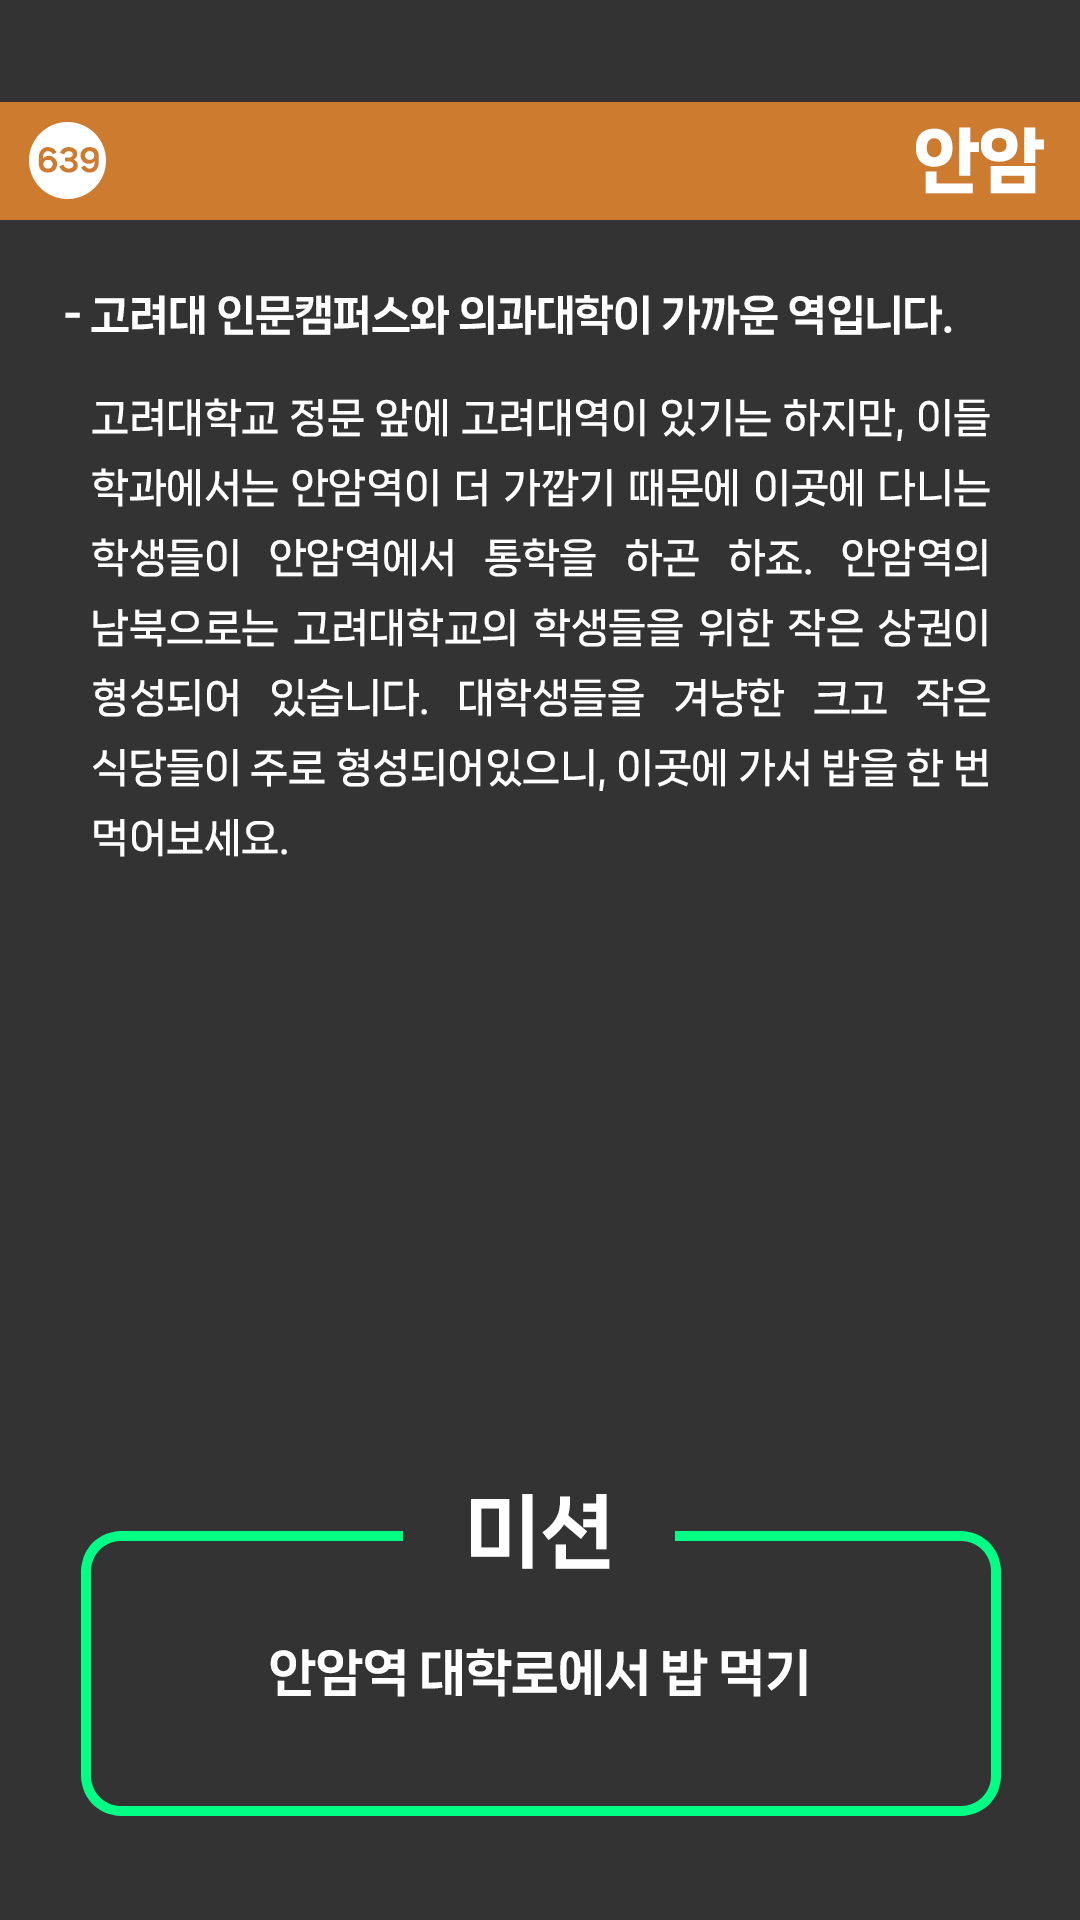 639
안암
- 고려대 인문캠퍼스와 의과대학이 가까운 역입니다.
고려대학교 정문 앞에 고려대역이 있기는 하지만, 이들
학과에서는 안암역이 더 가깝기 때문에 이곳에 다니는
학생들이 안암역에서 통학을 하곤 하죠. 안암역의
남북으로는 고려대학교의 학생들을 위한 작은 상권이
형성되어 있습니다. 대학생들을 겨냥한 크고 작은
식당들이 주로 형성되어있으니, 이곳에 가서 밥을 한 번
먹어보세요.
미션
안암역 대학로에서 밥 먹기